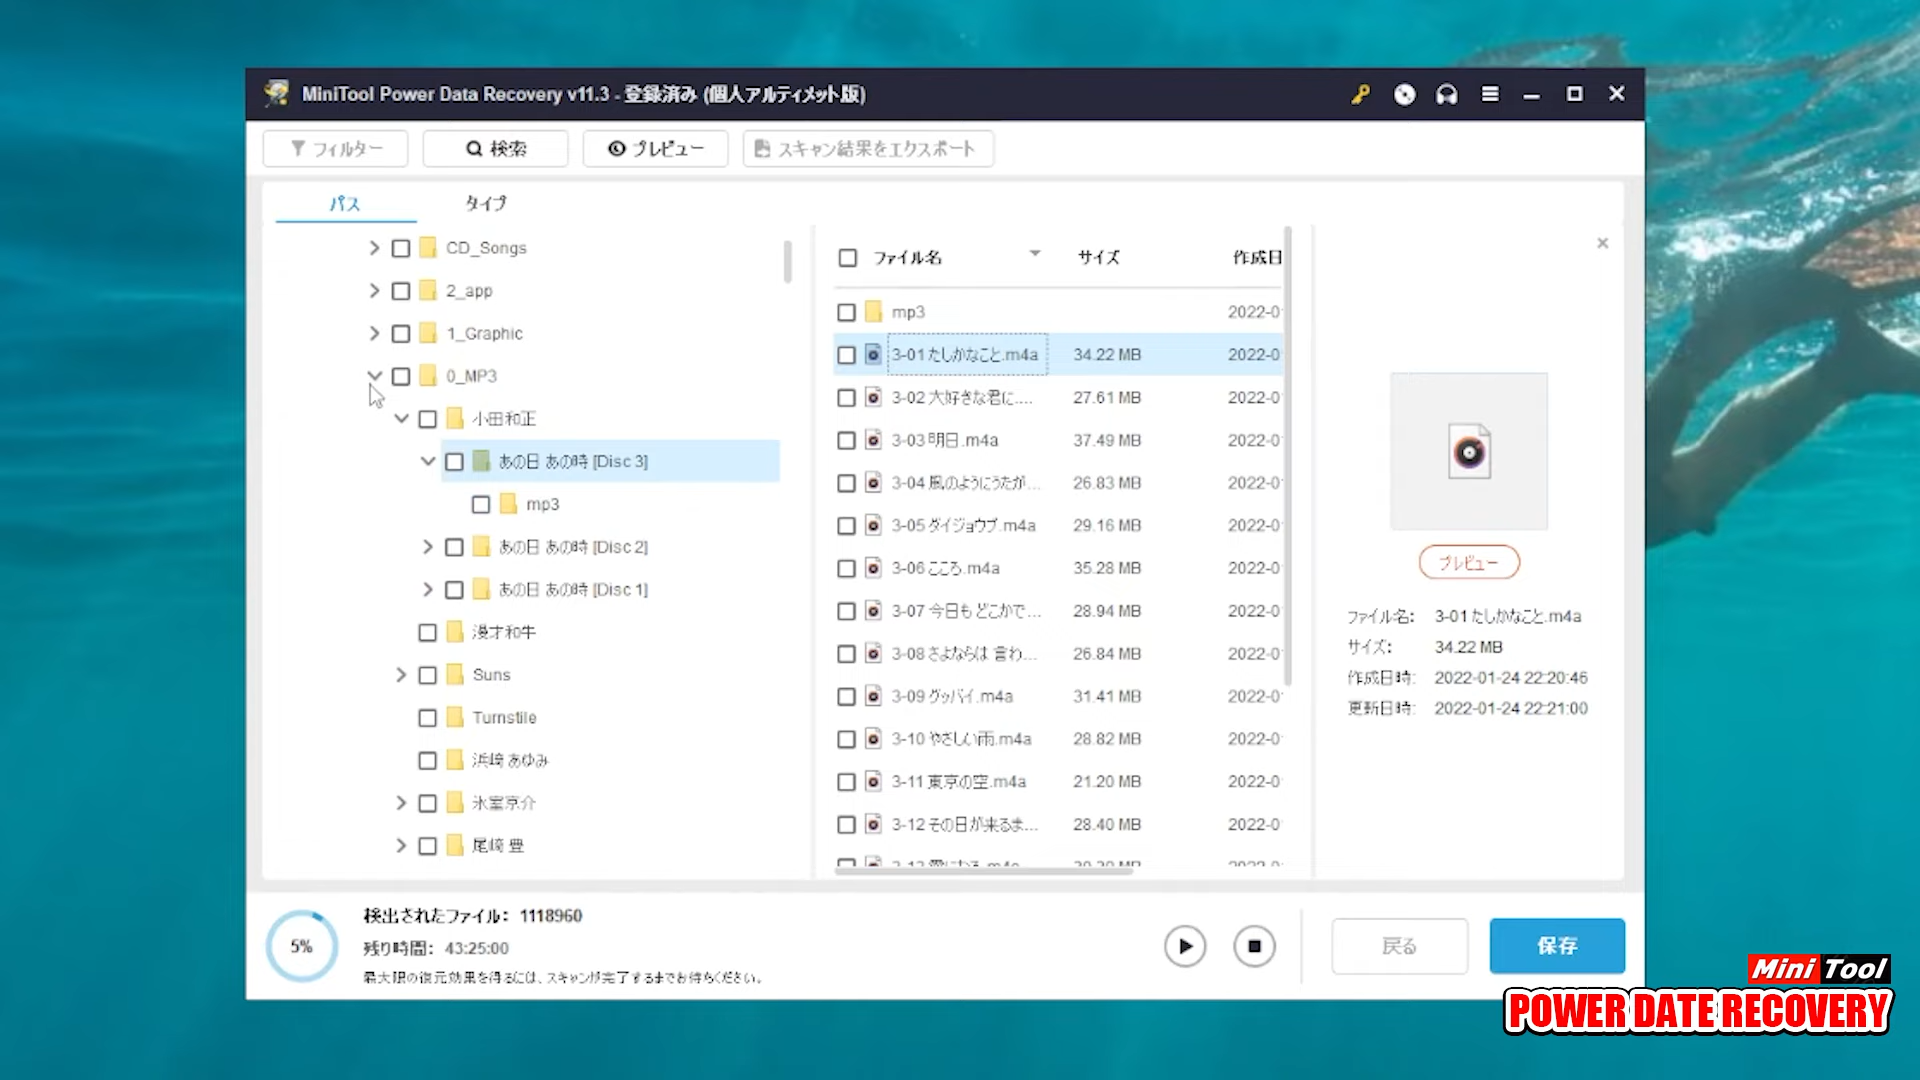 MiniTool Power Data Recovery v11.3 - 登録済み (個人アルティメット版)
フィルター
検索
プレビュー
スキャン結果をエクスポート
パス
タイプ
CD_Songs
2_app
1_Graphic
0_MP3
小田和正
あの日 あの時 [Disc 3]
mp3
あの日 あの時 [Disc 2]
あの日 あの時 [Disc 1]
漫才和牛
Suns
Turnstile
浜崎あゆみ
氷室京介
尾崎 豊
ファイル名 サイズ 作成日
mp3 2022-0
3-01 たしかなこと.m4a 34.22 MB 2022-0
3-02 大好きな君に.... 27.61 MB 2022-0
3-03 明日.m4a 37.49 MB 2022-0
3-04 風のようにうたが... 26.83 MB 2022-0
3-05 ダイジョウブ.m4a 29.16 MB 2022-0
3-06 こころ.m4a 35.28 MB 2022-0
3-07 今日も どこかで... 28.94 MB 2022-0
3-08 さよならは 言わ... 26.84 MB 2022-0
3-09 グッバイ.m4a 31.41 MB 2022-0
3-10 やさしい雨.m4a 28.82 MB 2022-0
3-11 東京の空.m4a 21.20 MB 2022-0
3-12 その日が来るま... 28.40 MB 2022-0
プレビュー
ファイル名: 3-01 たしかなこと.m4a
サイズ: 34.22 MB
作成日時: 2022-01-24 22:20:46
更新日時: 2022-01-24 22:21:00
5%
検出されたファイル: 1118960
残り時間: 43:25:00
最大限の復元効果を得るには、スキャンが完了するまでお待ちください。
戻る
保存
Mini Tool
POWER DATE RECOVERY